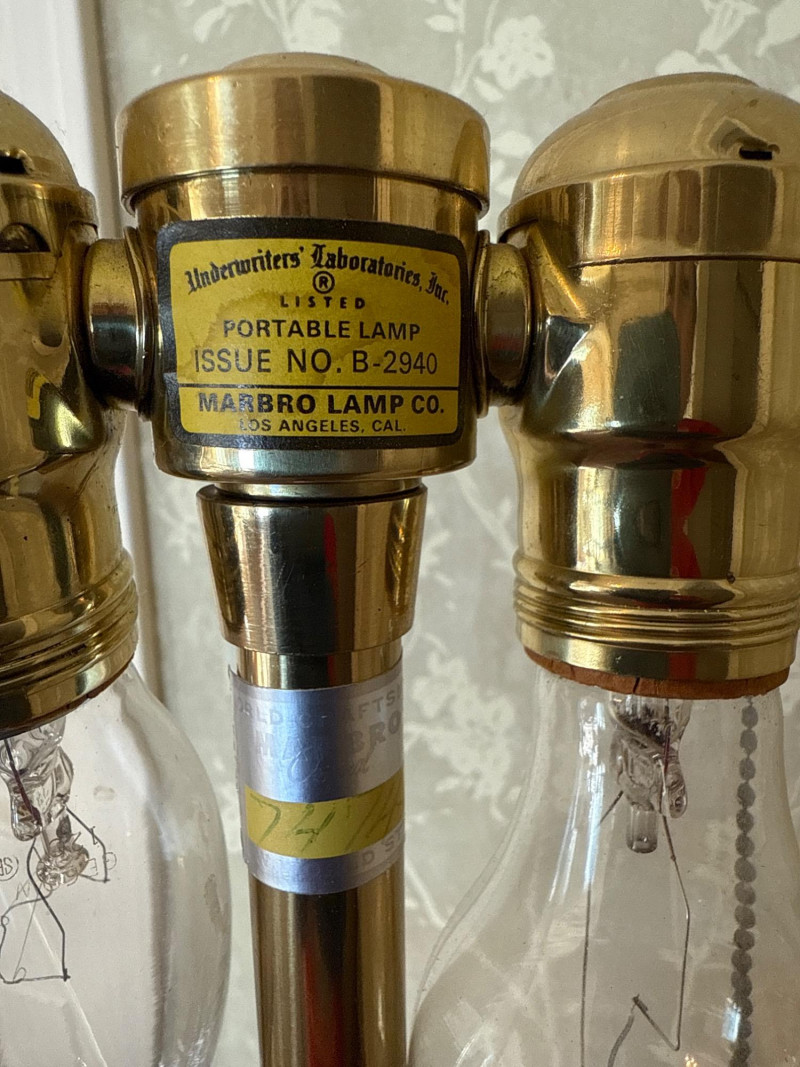 Underwriters' Laboratories, Inc.
®
LISTED
PORTABLE LAMP
ISSUE NO. B-2940
MARBRO LAMP CO.
LOS ANGELES, CAL.